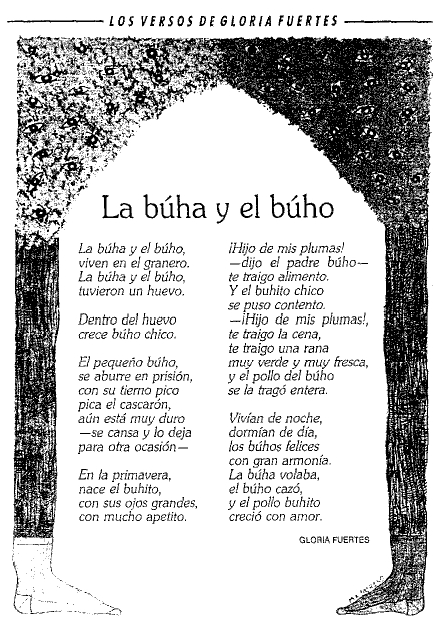 LOS VERSOS DE GLORIA FUERTES
La búha y el búho
La búha y el búho,
viven en el granero.
La búha y el búho,
tuvieron un huevo.
Dentro del huevo
crece búho chico.
El pequeño búho,
se aburre en prisión,
con su tierno pico
pica el cascarón,
aún está muy duro
—se cansa y lo deja
para otra ocasión—
En la primavera,
nace el buhito,
con sus ojos grandes,
con mucho apetito.
¡Hijo de mis plumas!
—dijo el padre búho—
te traigo alimento.
Y el buhito chico
se puso contento.
—¡Hijo de mis plumas!,
te traigo la cena,
te traigo una rana
muy verde y muy fresca,
y el pollo del búho
se la tragó entera.
Vivían de noche,
dormían de día,
los búhos felices
con gran armonía.
La búha volaba,
el búho cazó,
y el pollo buhito
creció con amor.
GLORIA FUERTES